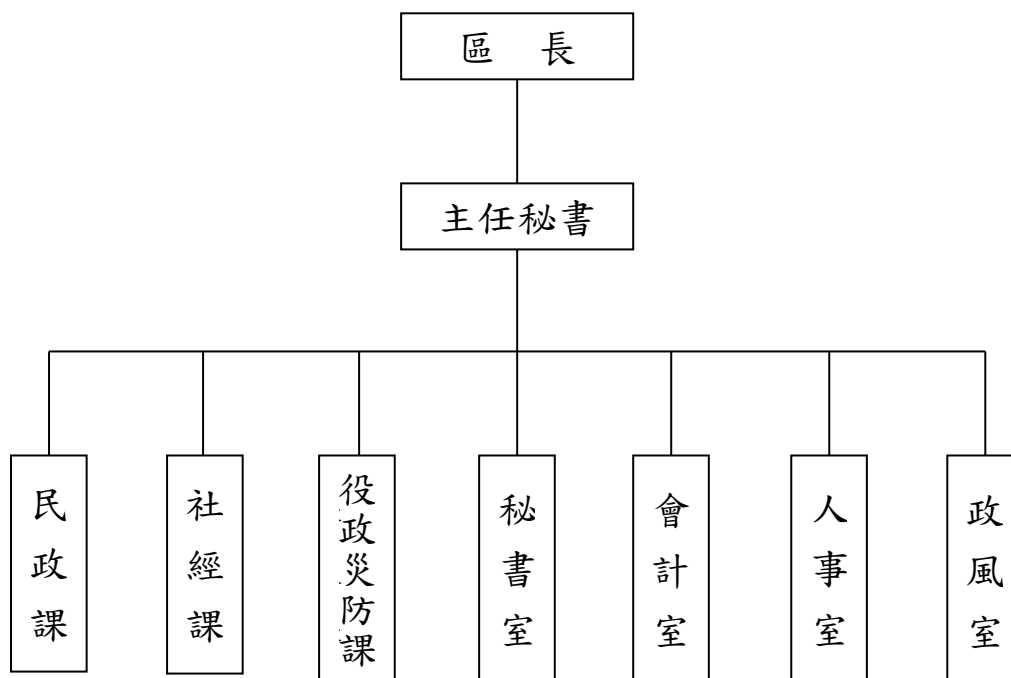 區 長
主任秘書
民政課
社經課
役政災防課
秘書室
會計室
人事室
政風室